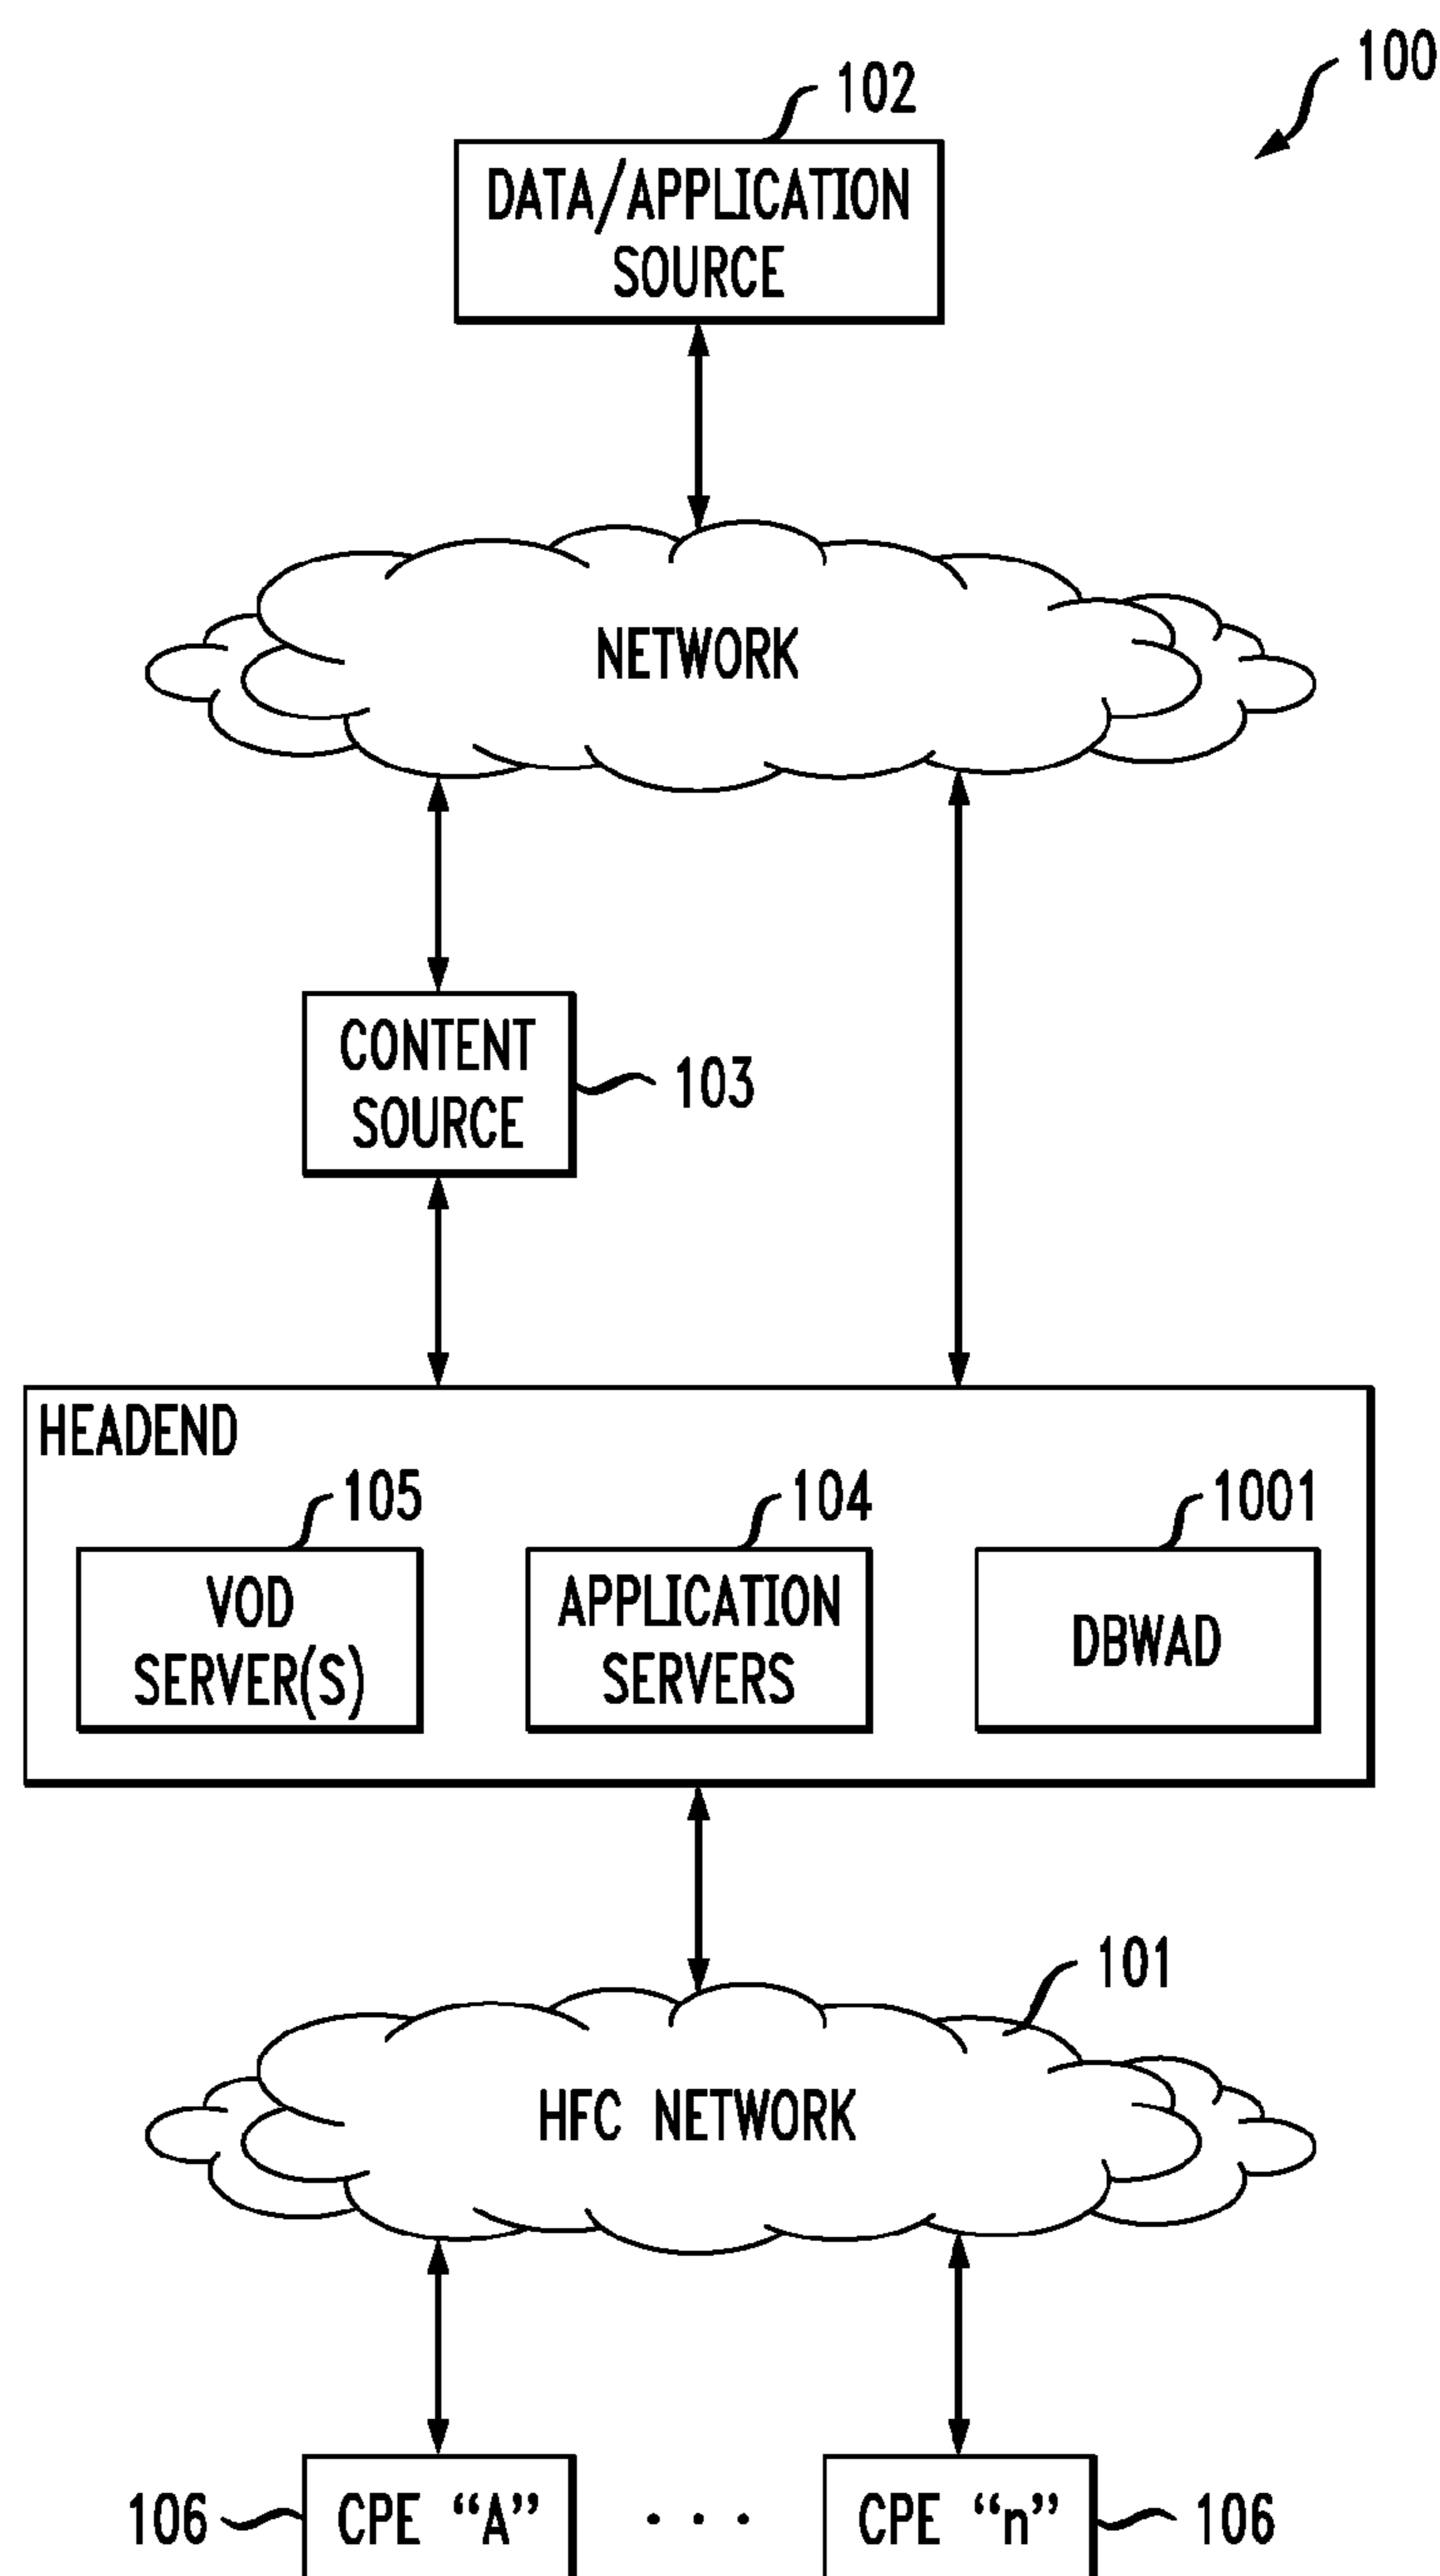 100
102
DATA/APPLICATION
SOURCE
NETWORK
CONTENT
SOURCE
103
HEADEND
105
104
1001
VOD
SERVER(S)
APPLICATION
SERVERS
DBWAD
101
HFC NETWORK
106
CPE “A”
. . .
CPE “n”
106